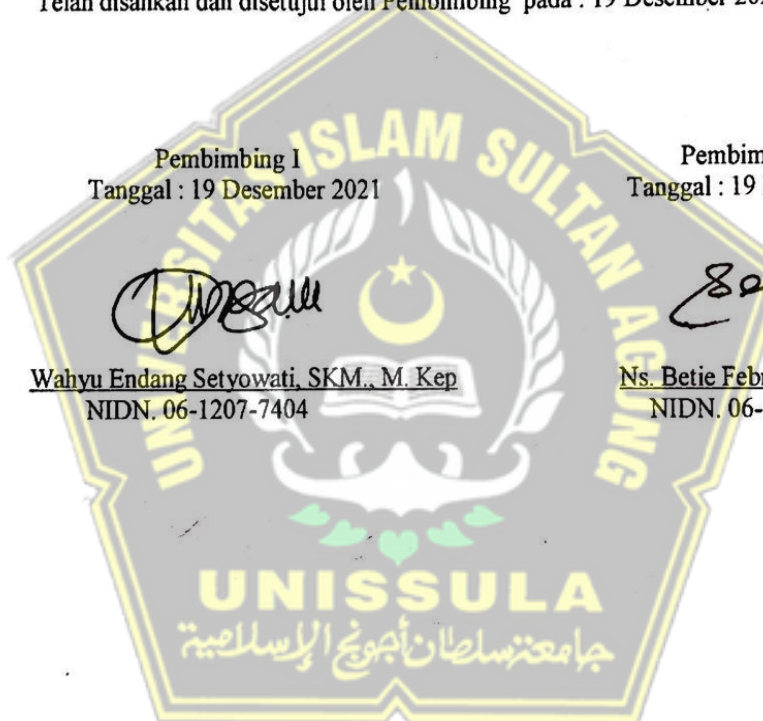 Telah disahkan dan disetujui oleh Pembimbing pada : 19 Desember 202
Pembimbing I
Tanggal : 19 Desember 2021
Wahyu Endang Setyowati, SKM., M. Kep
NIDN. 06-1207-7404
Pembim
Tanggal : 19
Ns. Betie Febr
NIDN. 06-
UNIVERSITAS ISLAM SULTAN AGUNG
UNISSULA
جامعة سلطان أجونج الإسلامية